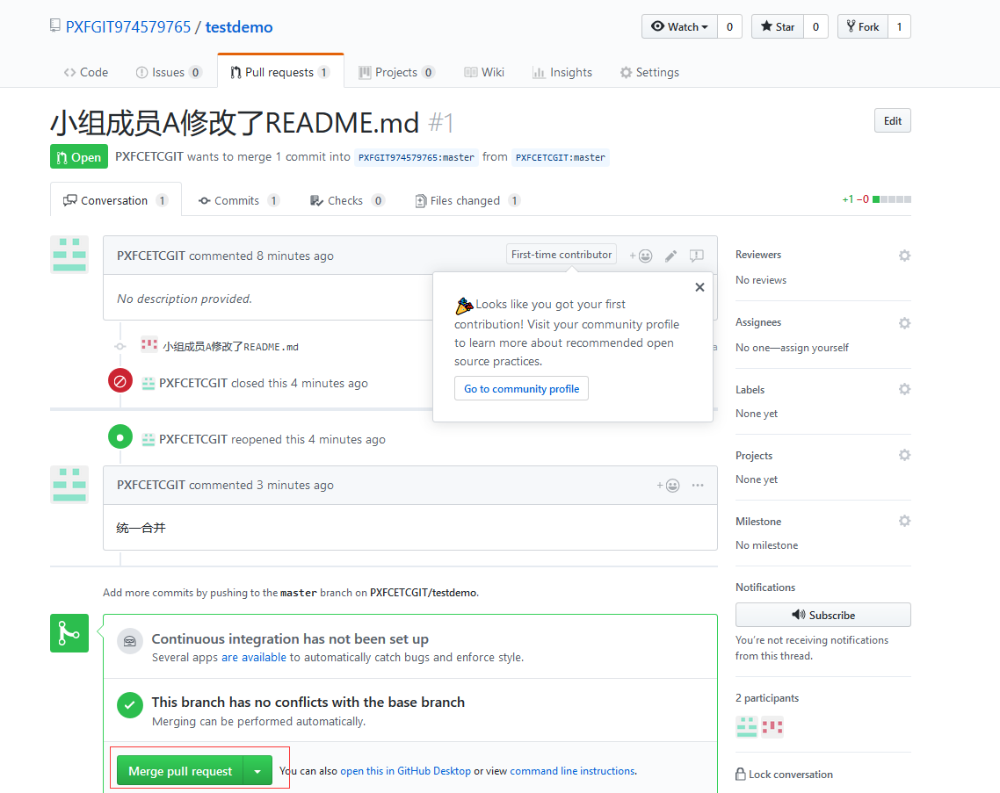 PXFGIT974579765 / testdemo
Watch 0 Star 0 Fork 1
Code Issues 0 Pull requests 1 Projects 0 Wiki Insights Settings
小组成员A修改了README.md #1
Edit
Open PXFCETCGIT wants to merge 1 commit into PXFGIT974579765:master from PXFCETCGIT:master
Conversation 1 Commits 1 Checks 0 Files changed 1
+1 −0
PXFCETCGIT commented 8 minutes ago
First-time contributor
No description provided.
Looks like you got your first
contribution! Visit your community profile
to learn more about recommended open
source practices.
Go to community profile
小组成员A修改了README.md
PXFCETCGIT closed this 4 minutes ago
PXFCETCGIT reopened this 4 minutes ago
PXFCETCGIT commented 3 minutes ago
统一合并
Add more commits by pushing to the master branch on PXFCETCGIT/testdemo.
Continuous integration has not been set up
Several apps are available to automatically catch bugs and enforce style.
This branch has no conflicts with the base branch
Merging can be performed automatically.
Merge pull request
You can also open this in GitHub Desktop or view command line instructions.
Reviewers
No reviews
Assignees
No one—assign yourself
Labels
None yet
Projects
None yet
Milestone
No milestone
Notifications
Subscribe
You're not receiving notifications
from this thread.
2 participants
Lock conversation